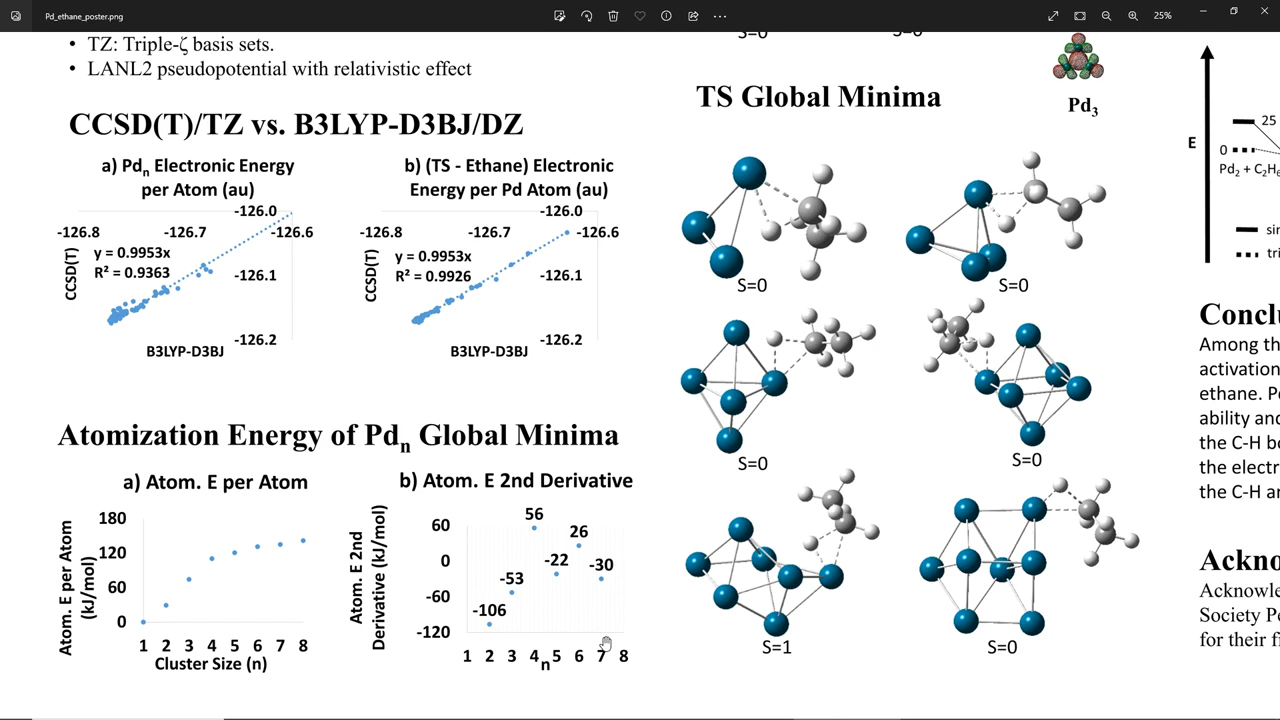 Pd_ethane_poster.png
25%
• TZ: Triple-ζ basis sets.
• LANL2 pseudopotential with relativistic effect
CCSD(T)/TZ vs. B3LYP-D3BJ/DZ
a) Pdn Electronic Energy
per Atom (au)
-126.0
-126.8
-126.7
-126.6
y = 0.9953x
R² = 0.9363
-126.1
-126.2
CCSD(T)
B3LYP-D3BJ
b) (TS - Ethane) Electronic
Energy per Pd Atom (au)
-126.0
-126.8
-126.7
-126.6
y = 0.9953x
R² = 0.9926
-126.1
-126.2
CCSD(T)
B3LYP-D3BJ
Atomization Energy of Pdn Global Minima
a) Atom. E per Atom
Atom. E per Atom
(kJ/mol)
180
120
60
0
1 2 3 4 5 6 7 8
Cluster Size (n)
b) Atom. E 2nd Derivative
Atom. E 2nd
Derivative (kJ/mol)
60
0
-60
-120
-106
-53
56
-22
26
-30
1 2 3 4 5 6 7 8
n
S=0
S=0
Pd3
TS Global Minima
S=0
S=0
S=0
S=0
S=1
S=0
E
25
0
Pd2 + C2H6
Among th
activation
ethane.
the C-H bo
the electr
the C-H
Society
for their